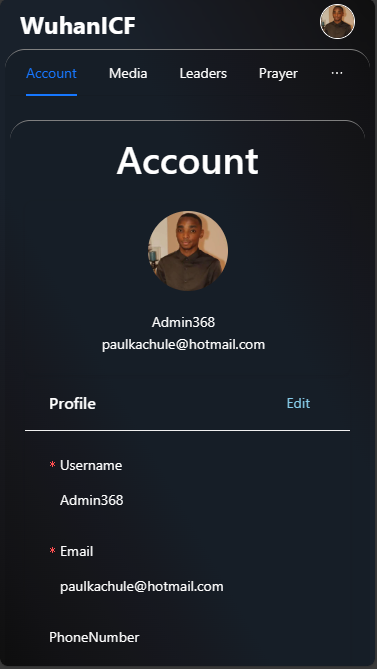 WuhanICF
Account Media Leaders Prayer ···
Account
Admin368
paulkachule@hotmail.com
Profile Edit
* Username
Admin368
* Email
paulkachule@hotmail.com
PhoneNumber